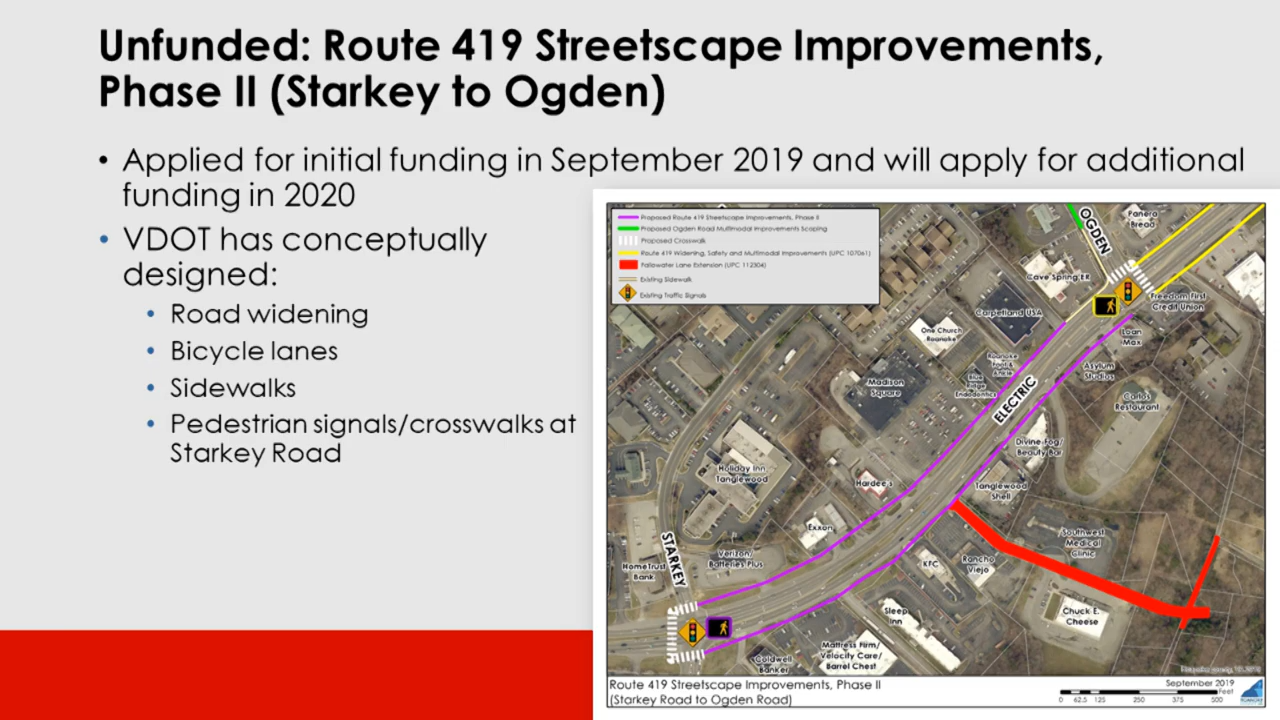 Unfunded: Route 419 Streetscape Improvements,
Phase II (Starkey to Ogden)
• Applied for initial funding in September 2019 and will apply for additional
funding in 2020
• VDOT has conceptually
designed:
• Road widening
• Bicycle lanes
• Sidewalks
• Pedestrian signals/crosswalks at
Starkey Road
Proposed Route 419 Streetscape Improvements, Phase II
Proposed Ogden Road Multimodal Improvements Scoping
Proposed Crosswalk
Route 419 Widening, Safety and Multimodal Improvements (UPC 107061)
Fallowater Lane Extension (UPC 112304)
Existing Sidewalk
Existing Traffic Signals
OGDEN
Panera
Bread
Cave Spring ER
Freedom First
Credit Union
Carpetland USA
One Church
Roanoke
Loan
Max
Roanoke
Foot &
Ankle
Asylum
Studios
Blue
Ridge
Endodontics
Madison
Square
ELECTRIC
Carlo's
Restaurant
Divine Fog/
Beauty Bar
Holiday Inn
Tanglewood
Hardee's
Tanglewood
Shell
Exxon
Southwest
Medical
Clinic
STARKEY
Verizon/
Batteries Plus
HomeTrust
Bank
KFC
Rancho
Viejo
Sleep
Inn
Chuck E.
Cheese
Mattress Firm/
Velocity Care/
Barrel Chest
Coldwell
Banker
Route 419 Streetscape Improvements, Phase II
(Starkey Road to Ogden Road)
September 2019
Feet
0 62.5 125 250 375 500